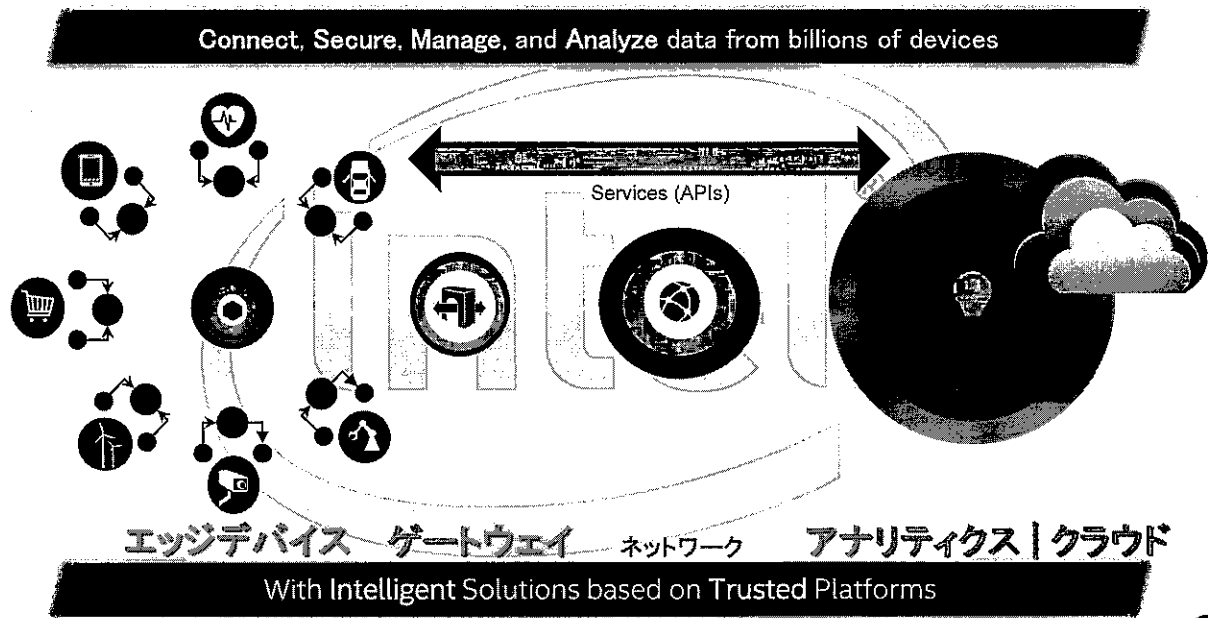 Connect, Secure, Manage, and Analyze data from billions of devices
Services (APIs)
intel
エッジデバイス ゲートウェイ ネットワーク アナリティクス | クラウド
With Intelligent Solutions based on Trusted Platforms